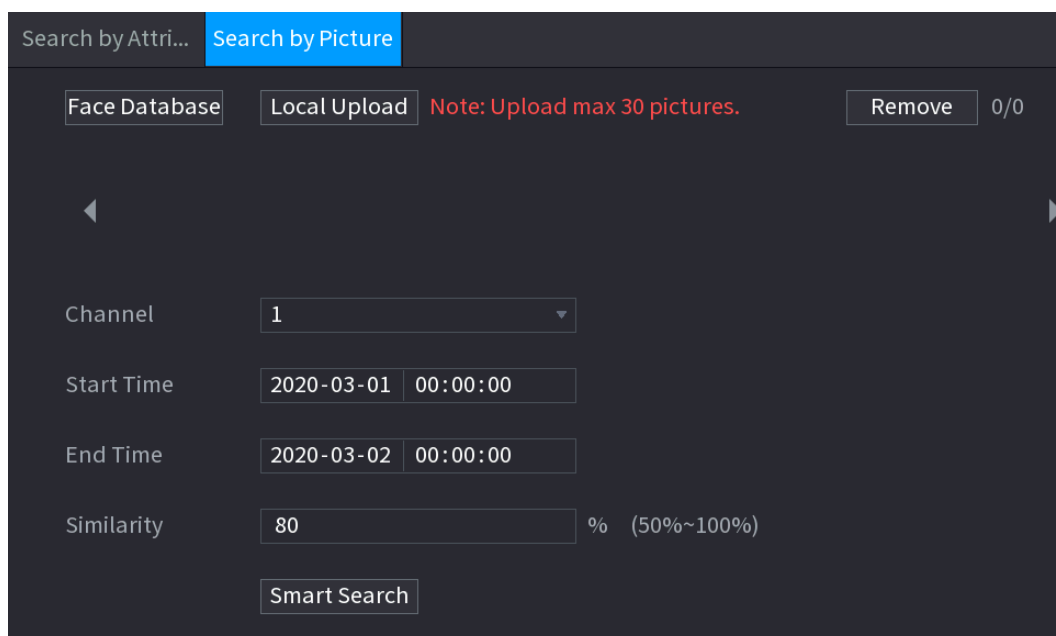 Search by Attri... Search by Picture
Face Database Local Upload Note: Upload max 30 pictures. Remove 0/0
Channel 1
Start Time 2020-03-01 00:00:00
End Time 2020-03-02 00:00:00
Similarity 80 % (50%~100%)
Smart Search